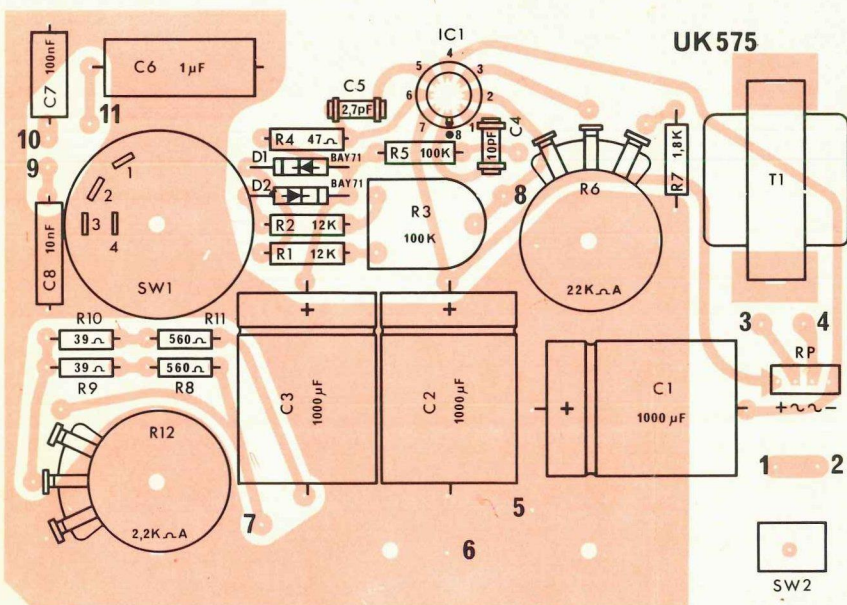 UK575
IC1
4
5
3
6
2
7
8
1
C7
100nF
C6 1µF
11
10
9
C5
2,7pF
C4
10pF
R4 47Ω
D1
BAY71
R5 100K
D2
BAY71
R2 12K
R1 12K
R3
100K
8
R6
22KΩA
R7 1,8K
T1
1
2
3
4
SW1
C8 10nF
R10
39Ω
R11
560Ω
39Ω
R9
560Ω
R8
+
C3
1000µF
+
C2
1000µF
+
C1
1000µF
3
4
RP
+~~-
1
2
R12
2,2KΩA
7
5
6
SW2